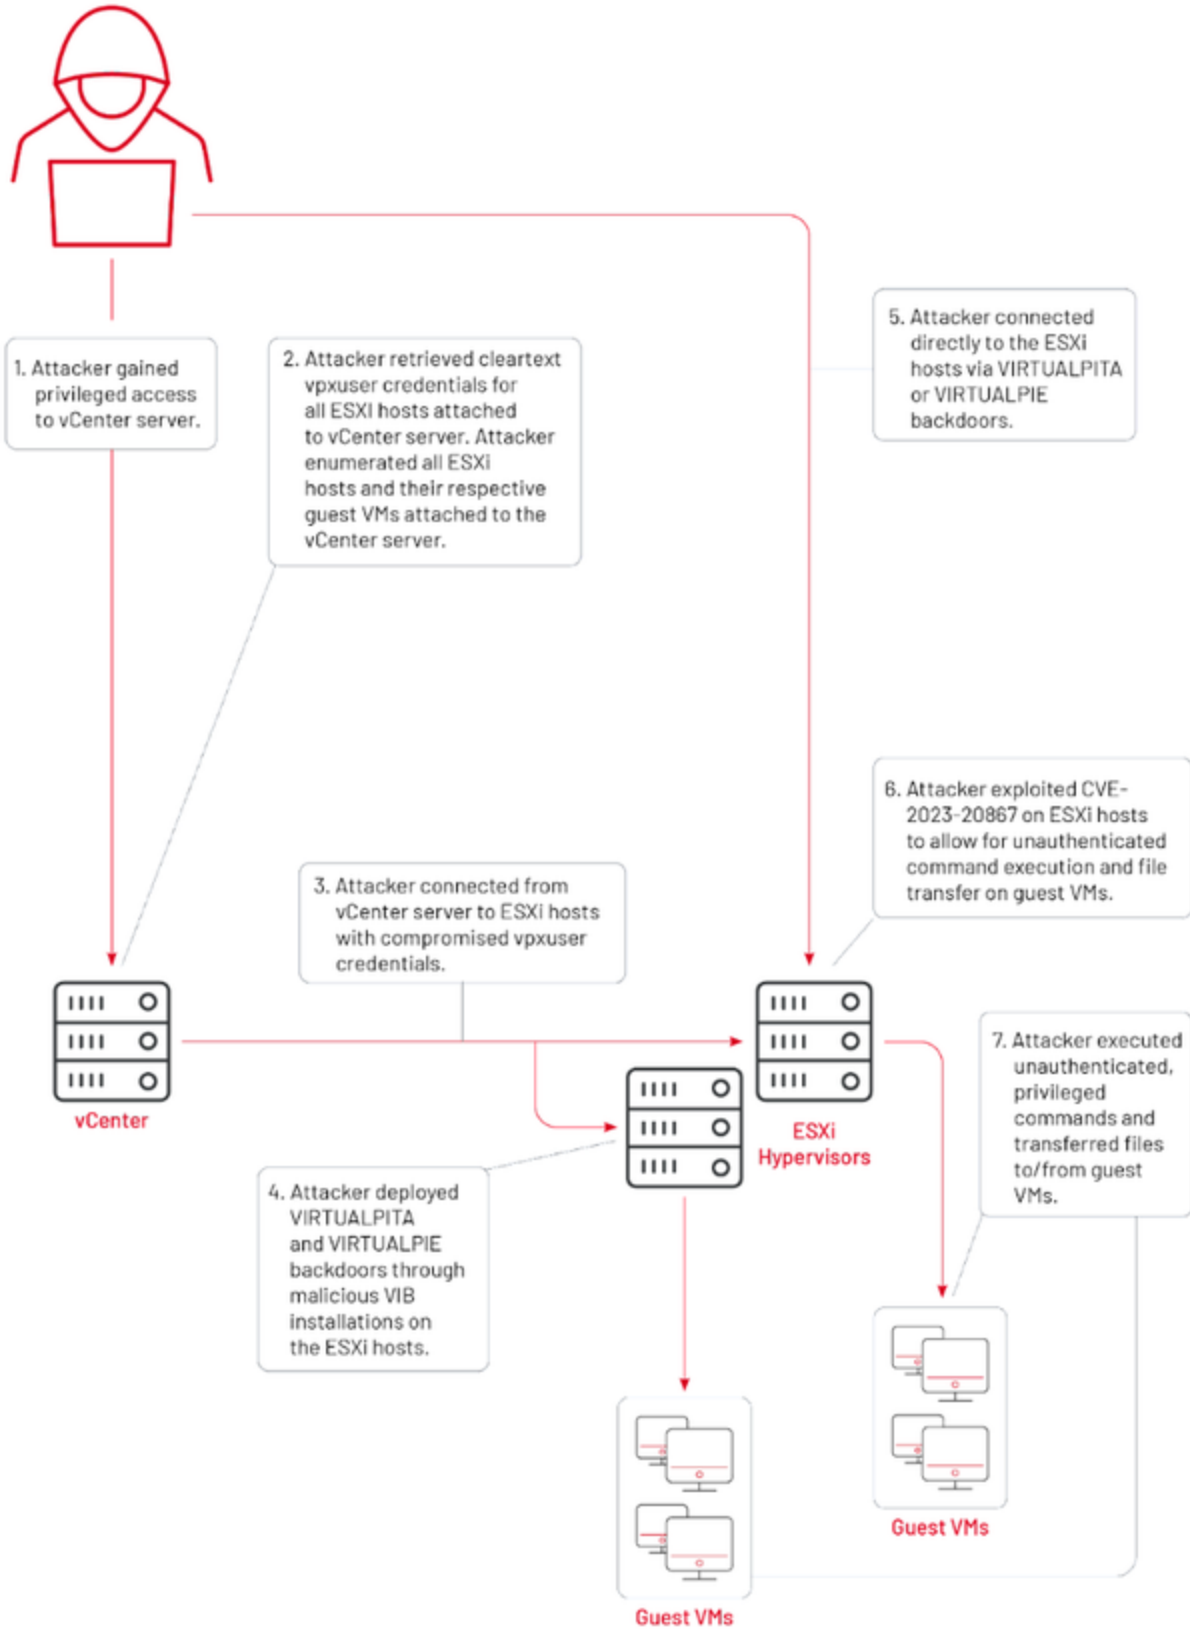 1. Attacker gained
privileged access
to vCenter server.
2. Attacker retrieved cleartext
vpxuser credentials for
all ESXI hosts attached
to vCenter server. Attacker
enumerated all ESXi
hosts and their respective
guest VMs attached to the
vCenter server.
5. Attacker connected
directly to the ESXi
hosts via VIRTUALPITA
or VIRTUALPIE
backdoors.
6. Attacker exploited CVE-
2023-20867 on ESXi hosts
to allow for unauthenticated
command execution and file
transfer on guest VMs.
3. Attacker connected from
vCenter server to ESXi hosts
with compromised vpxuser
credentials.
vCenter
ESXi
Hypervisors
7. Attacker executed
unauthenticated,
privileged
commands and
transferred files
to/from guest
VMs.
4. Attacker deployed
VIRTUALPITA
and VIRTUALPIE
backdoors through
malicious VIB
installations on
the ESXi hosts.
Guest VMs
Guest VMs